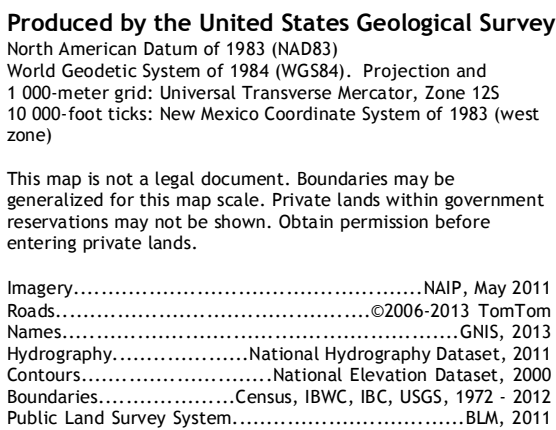 Produced by the United States Geological Survey
North American Datum of 1983 (NAD83)
World Geodetic System of 1984 (WGS84).  Projection and
1 000-meter grid: Universal Transverse Mercator, Zone 12S
10 000-foot ticks: New Mexico Coordinate System of 1983 (west
zone)
This map is not a legal document. Boundaries may be
generalized for this map scale. Private lands within government
reservations may not be shown. Obtain permission before
entering private lands.
Imagery....................................................NAIP, May 2011
Roads..............................................©2006-2013 TomTom
Names..........................................................GNIS, 2013
Hydrography....................National Hydrography Dataset, 2011
Contours............................National Elevation Dataset, 2000
Boundaries....................Census, IBWC, IBC, USGS, 1972 - 2012
Public Land Survey System..................................BLM, 2011